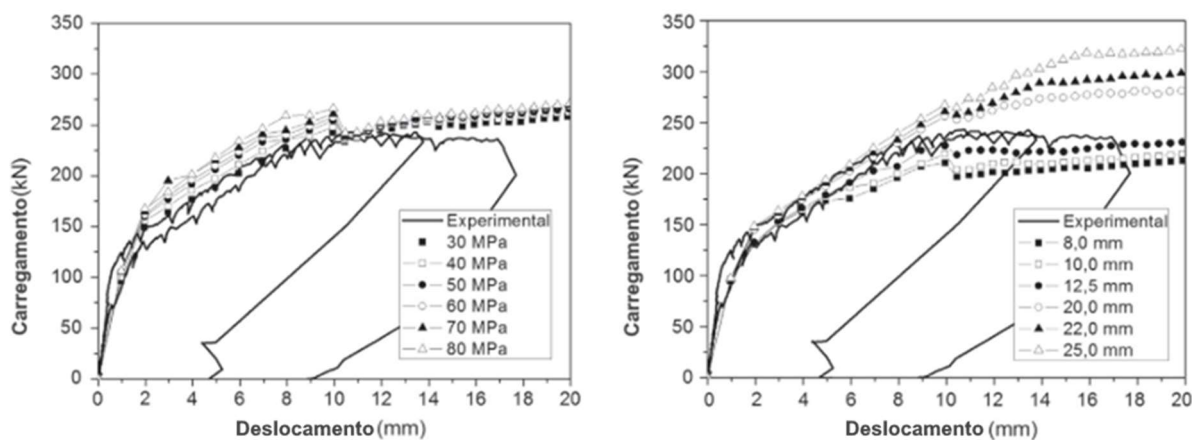 350
300
250
200
150
100
50
0
Carregamento(kN)
0 2 4 6 8 10 12 14 16 18 20
Deslocamento (mm)
Experimental
30 MPa
40 MPa
50 MPa
60 MPa
70 MPa
80 MPa
350
300
250
200
150
100
50
0
Carregamento(kN)
0 2 4 6 8 10 12 14 16 18 20
Deslocamento (mm)
Experimental
8,0 mm
10,0 mm
12,5 mm
20,0 mm
22,0 mm
25,0 mm